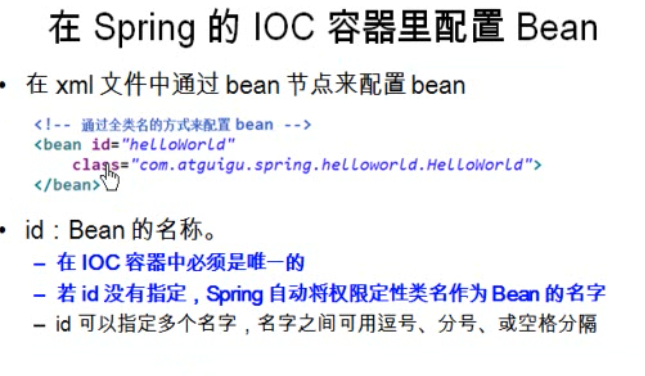 在 Spring 的 IOC 容器里配置 Bean
• 在 xml 文件中通过 bean 节点来配置 bean
<!-- 通过全类名的方式来配置 bean -->
<bean id="helloWorld"
class="com.atguigu.spring.helloworld.HelloWorld">
</bean>
• id：Bean 的名称。
– 在 IOC 容器中必须是唯一的
– 若 id 没有指定，Spring 自动将权限定性类名作为 Bean 的名字
– id 可以指定多个名字，名字之间可用逗号、分号、或空格分隔